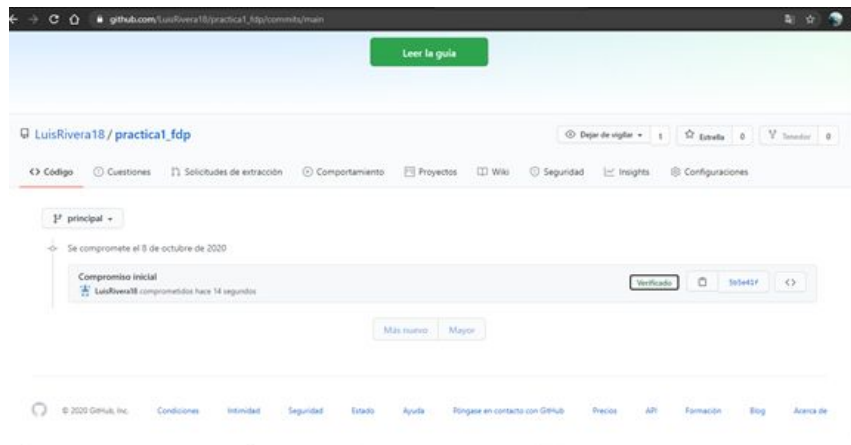 github.com/LuisRivera18/practica1_fdp/commits/main
Leer la guía
LuisRivera18 / practica1_fdp
Dejar de vigilar 1
Estrella 0
Tenedor 0
Código
Cuestiones
Solicitudes de extracción
Comportamiento
Proyectos
Wiki
Seguridad
Insights
Configuraciones
principal
Se compromete el 8 de octubre de 2020
Compromiso inicial
LuisRivera18 comprometidos hace 14 segundos
Verificado
5b5e41f
Más nuevo
Mayor
© 2020 GitHub, Inc.
Condiciones
Intimidad
Seguridad
Estado
Ayuda
Póngase en contacto con GitHub
Precios
API
Formación
Blog
Acerca de